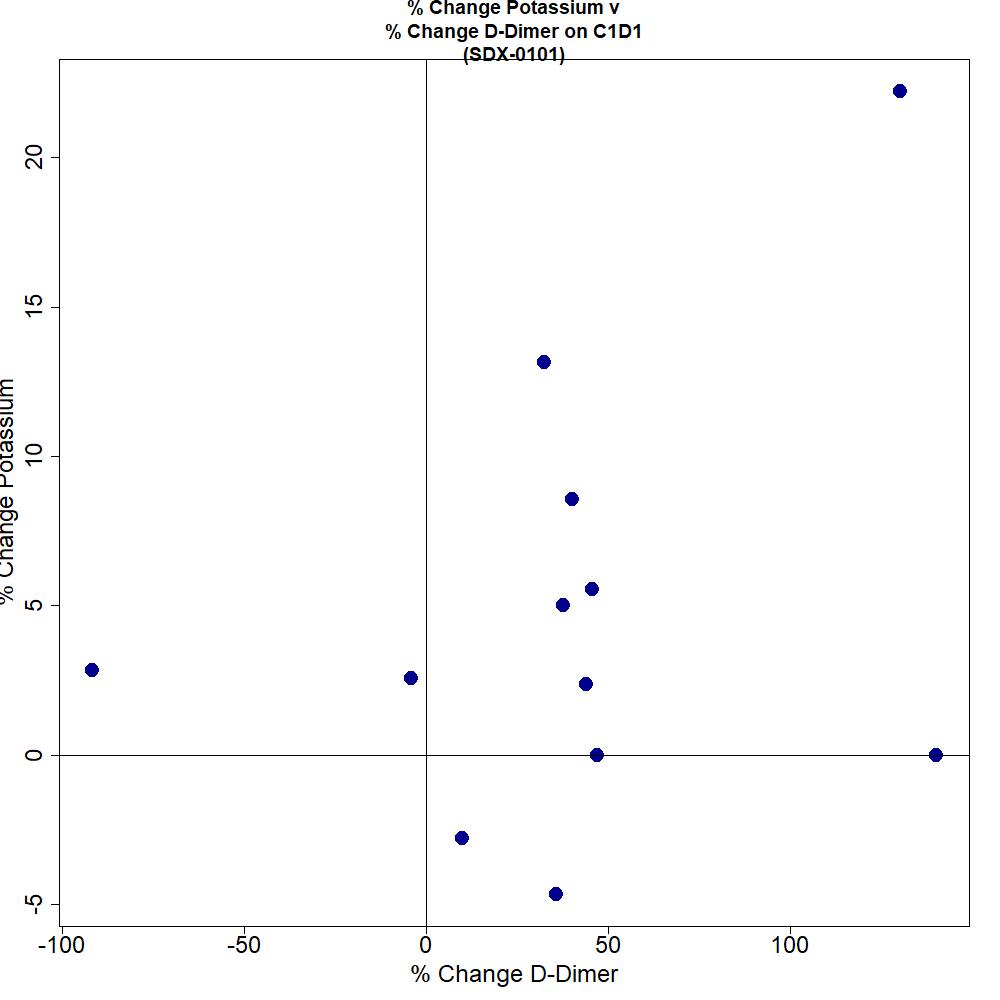 % Change Potassium v
% Change D-Dimer on C1D1
(SDX-0101)
20
15
10
5
0
-5
% Change Potassium
-100
-50
0
50
100
% Change D-Dimer